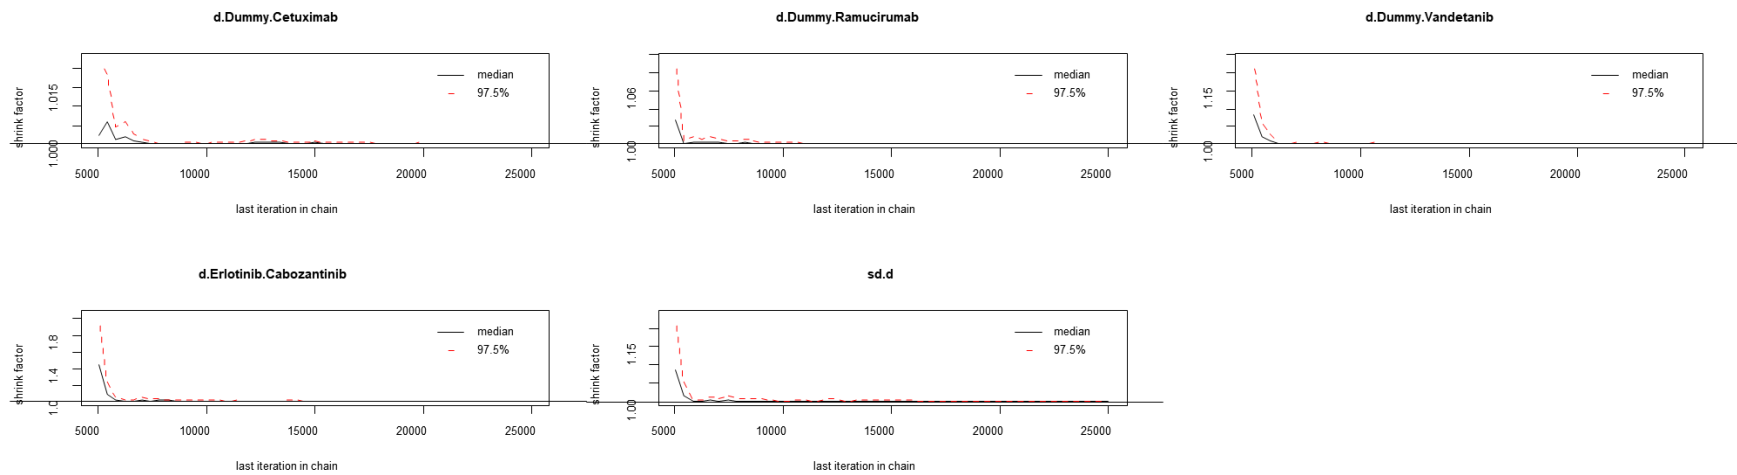 d.Dummy.Cetuximab
shrink factor
1.000
1.015
median
97.5%
5000 10000 15000 20000 25000
last iteration in chain
d.Dummy.Ramucirumab
shrink factor
1.00
1.06
median
97.5%
5000 10000 15000 20000 25000
last iteration in chain
d.Dummy.Vandetanib
shrink factor
1.00
1.15
median
97.5%
5000 10000 15000 20000 25000
last iteration in chain
d.Erlotinib.Cabozantinib
shrink factor
1.0
1.4
1.8
median
97.5%
5000 10000 15000 20000 25000
last iteration in chain
sd.d
shrink factor
1.00
1.15
median
97.5%
5000 10000 15000 20000 25000
last iteration in chain